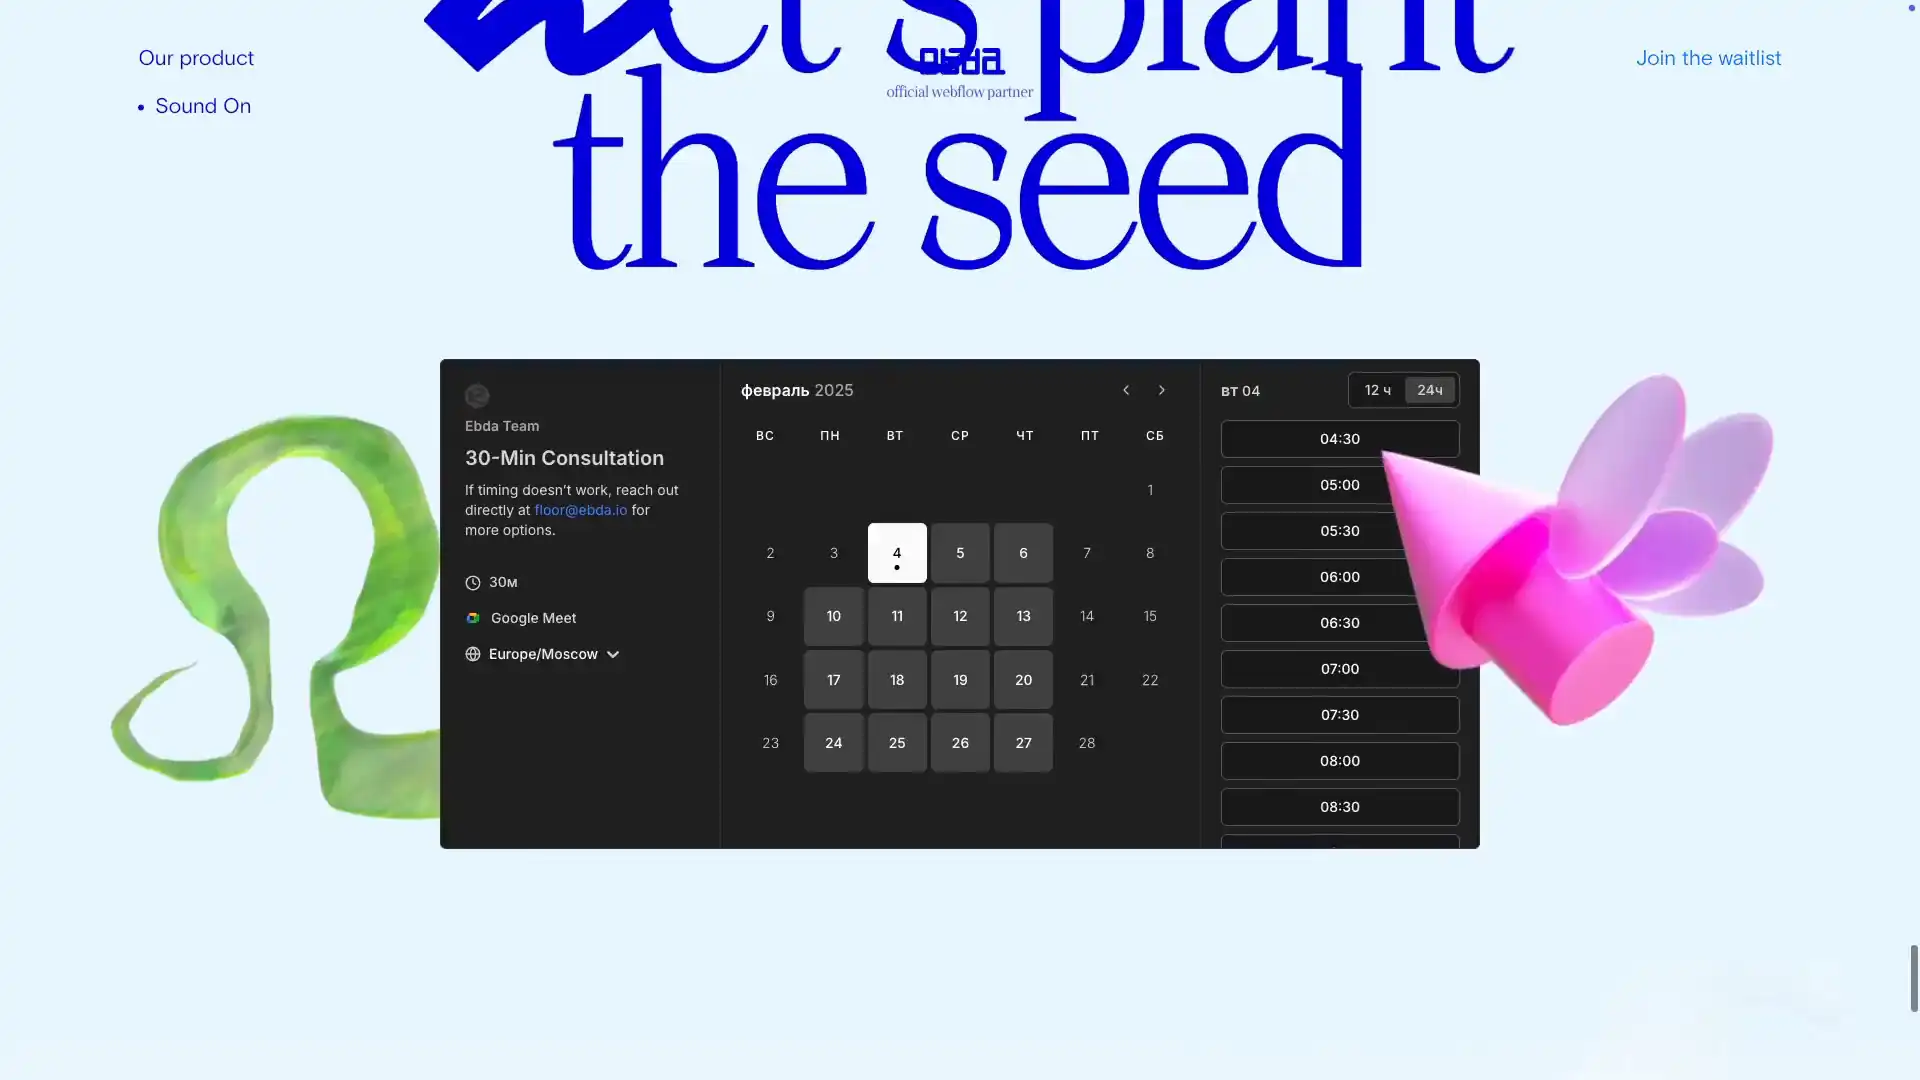 Our product
Sound On
Let's plant
the seed
ebda
official webflow partner
Join the waitlist
Ebda Team
30-Min Consultation
If timing doesn't work, reach out
directly at floor@ebda.io for
more options.
30м
Google Meet
Europe/Moscow
февраль 2025
ВС ПН ВТ СР ЧТ ПТ СБ
1
2 3 4 5 6 7 8
9 10 11 12 13 14 15
16 17 18 19 20 21 22
23 24 25 26 27 28
вт 04
12 ч 24ч
04:30
05:00
05:30
06:00
06:30
07:00
07:30
08:00
08:30